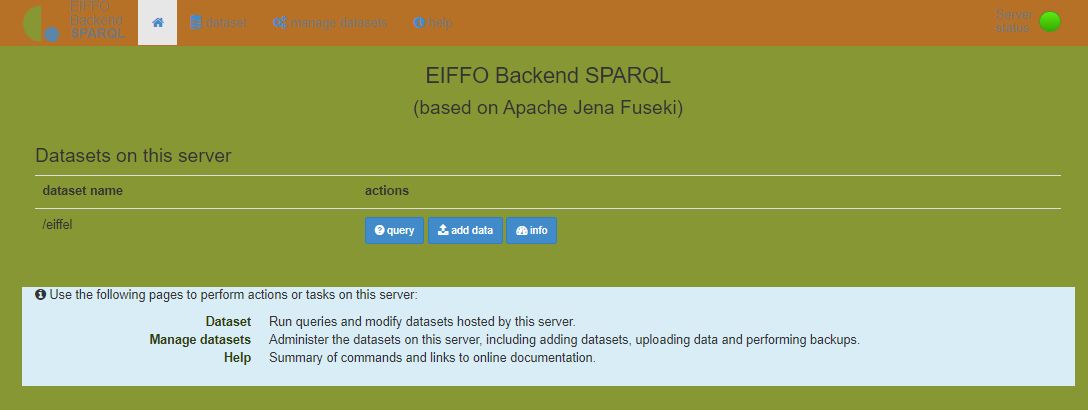 EIFFO
Backend
SPARQL
dataset
manage datasets
help
Server
status:
EIFFO Backend SPARQL
(based on Apache Jena Fuseki)
Datasets on this server
dataset name actions
/eiffel query add data info
Use the following pages to perform actions or tasks on this server:
Dataset Run queries and modify datasets hosted by this server.
Manage datasets Administer the datasets on this server, including adding datasets, uploading data and performing backups.
Help Summary of commands and links to online documentation.